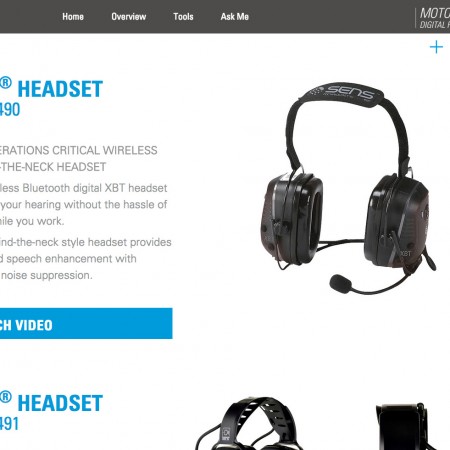 Home Overview Tools Ask Me
MOTO
DIGITAL
® HEADSET
490
ERATIONS CRITICAL WIRELESS
-THE-NECK HEADSET
less Bluetooth digital XBT headset
your hearing without the hassle of
hile you work.
ind-the-neck style headset provides
d speech enhancement with
noise suppression.
CH VIDEO
SENS
XBT
® HEADSET
491